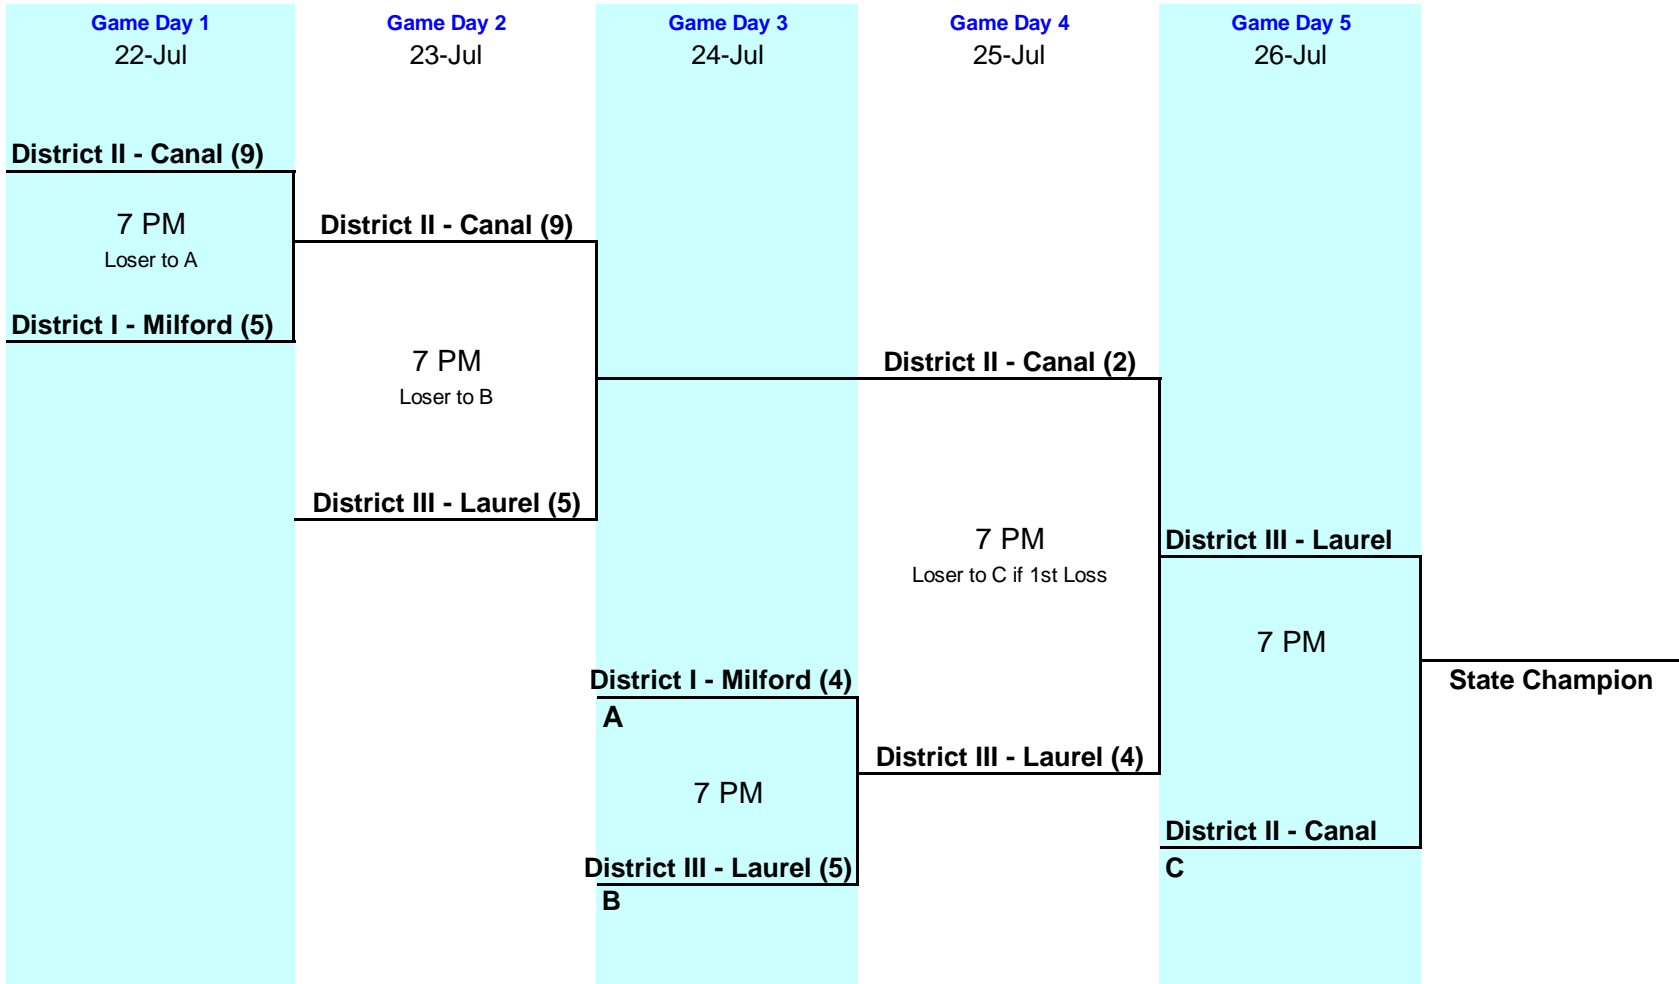 Game Day 1
Game Day 2
Game Day 3
Game Day 4
Game Day 5
22-Jul
23-Jul
24-Jul
25-Jul
26-Jul
District II - Canal (9)
7 PM
Loser to A
District I - Milford (5)
District II - Canal (9)
7 PM
Loser to B
District III - Laurel (5)
District II - Canal (2)
7 PM
Loser to C if 1st Loss
District I - Milford (4)
A
7 PM
District III - Laurel (5)
B
District III - Laurel (4)
District III - Laurel
7 PM
District II - Canal
C
State Champion